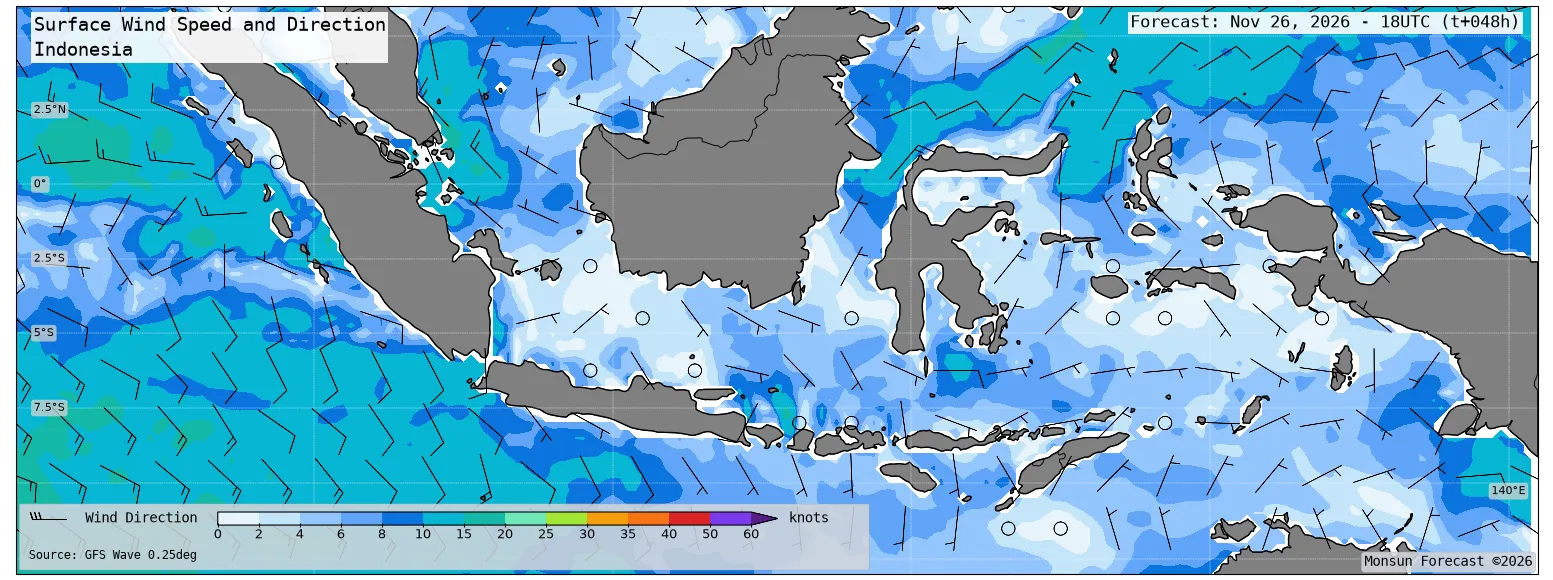 Surface Wind Speed and Direction
Indonesia
Forecast: Nov 26, 2026 - 18UTC (t+048h)
2.5°N
0°
2.5°S
5°S
7.5°S
140°E
Wind Direction
0 2 4 6 8 10 15 20 25 30 35 40 50 60
knots
Source: GFS Wave 0.25deg
Monsun Forecast ©2026